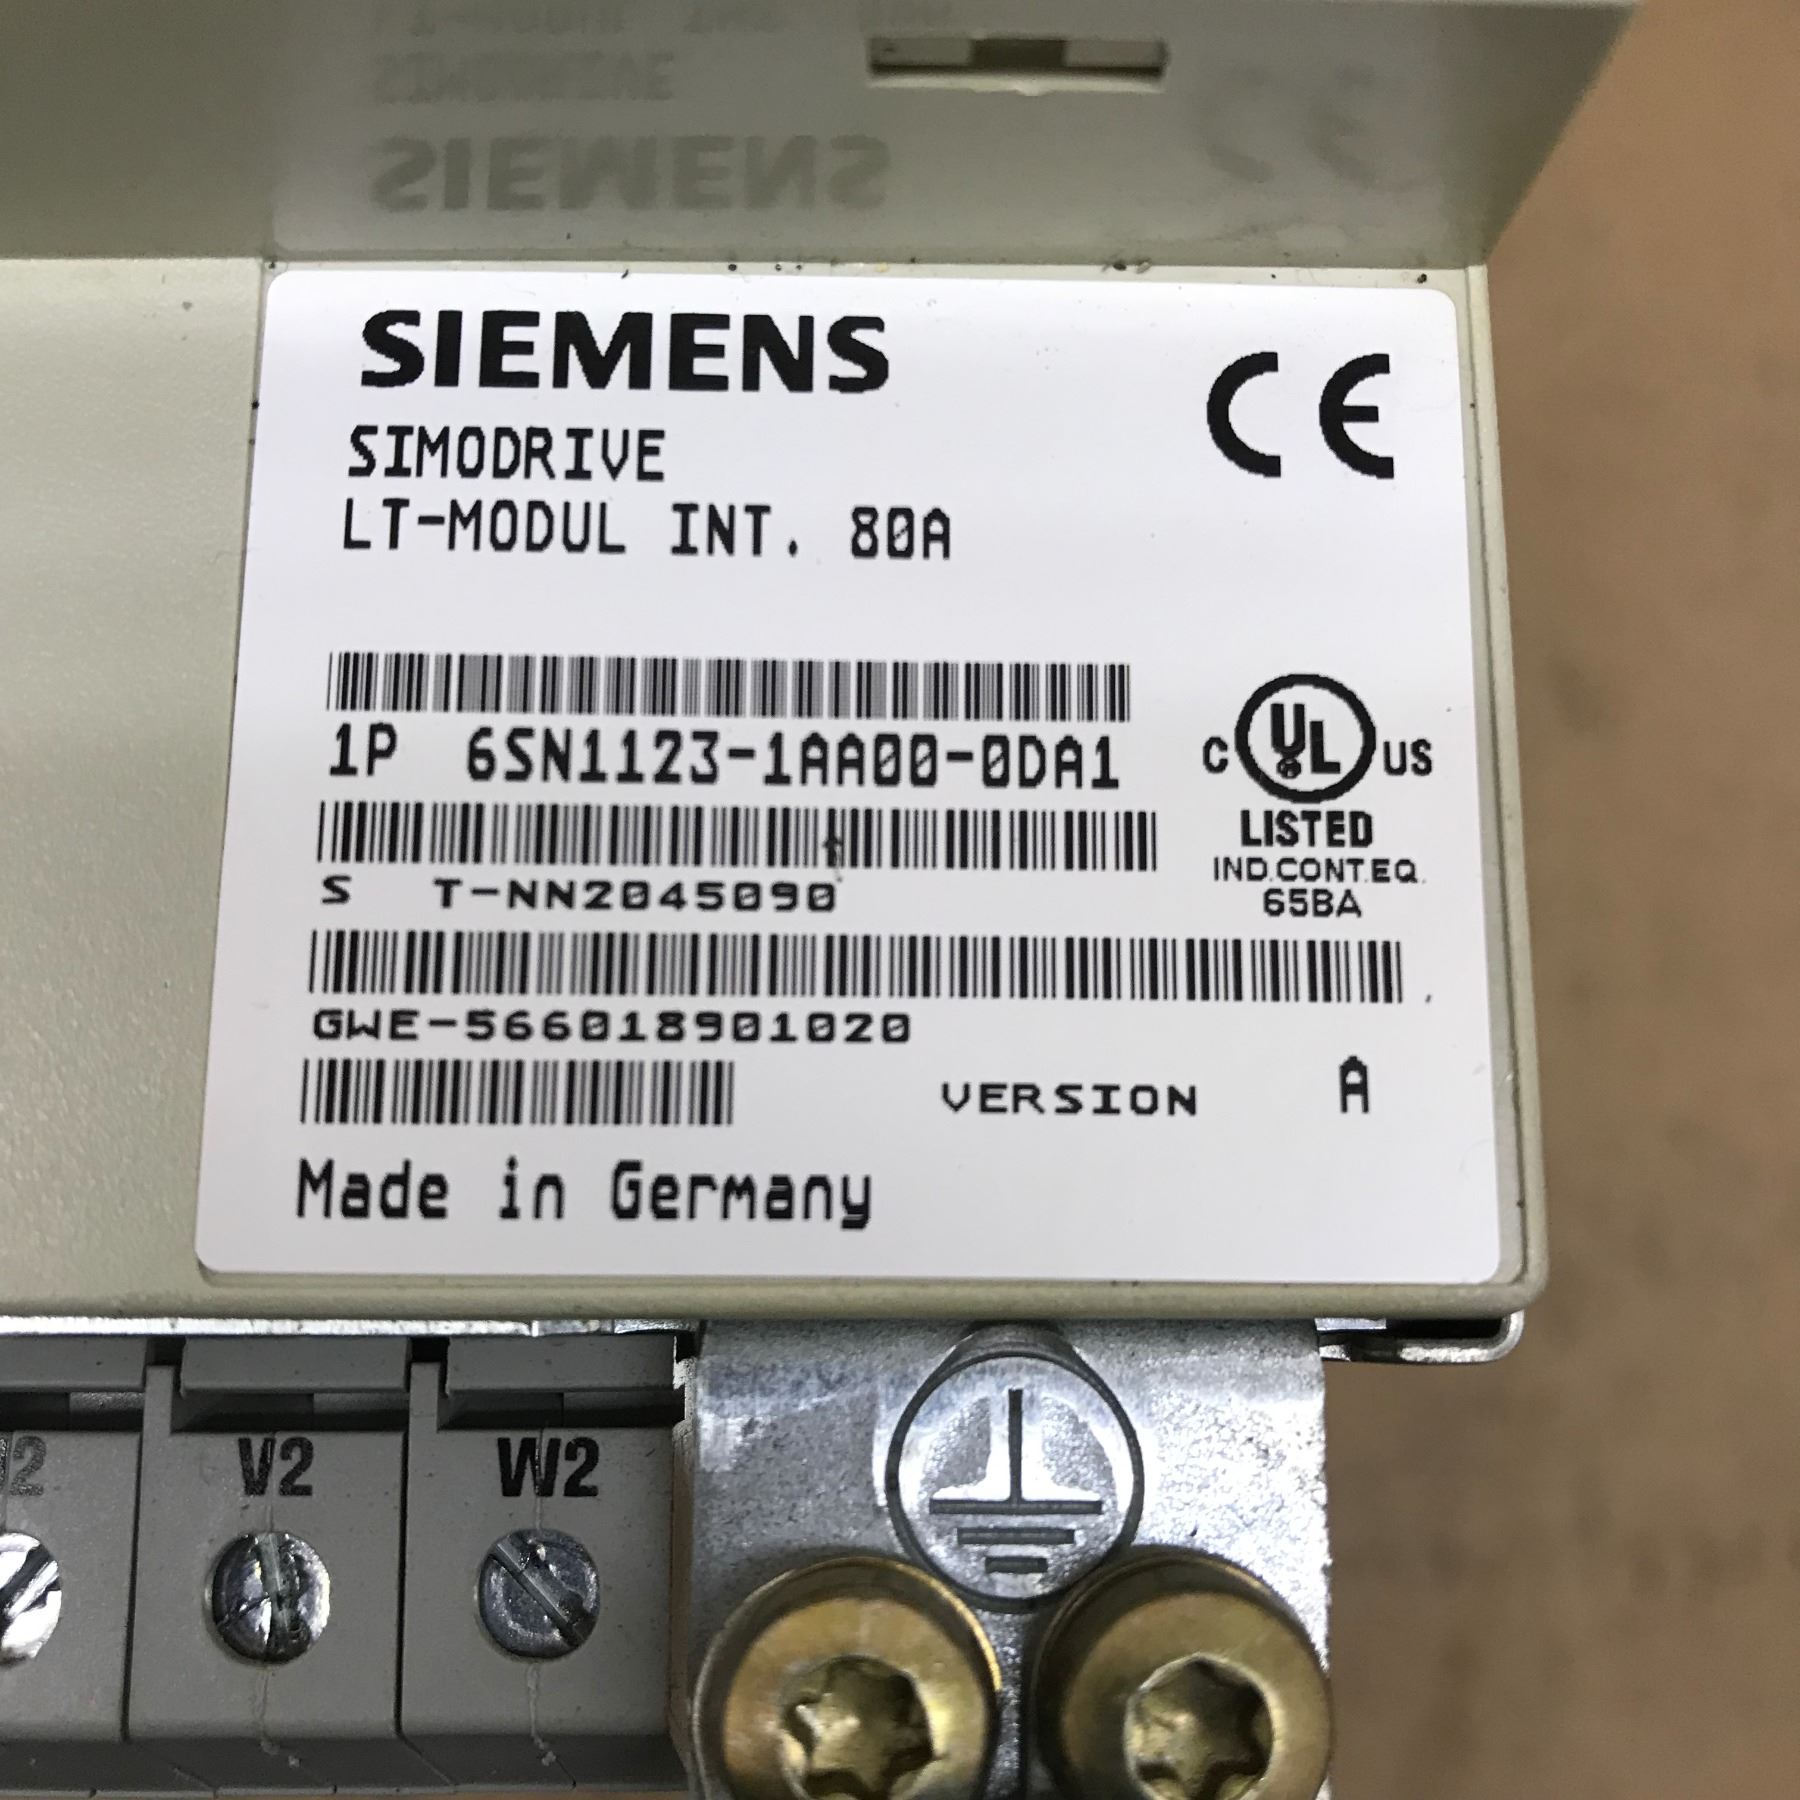 SIEMENS
CE
SIMODRIVE
LT-MODUL INT. 80A
1P 6SN1123-1AA00-0DA1
C UL US
LISTED
IND.CONT.EQ.
65BA
S T-NN2045090
GWE-566018901020
VERSION A
Made in Germany
V2
W2